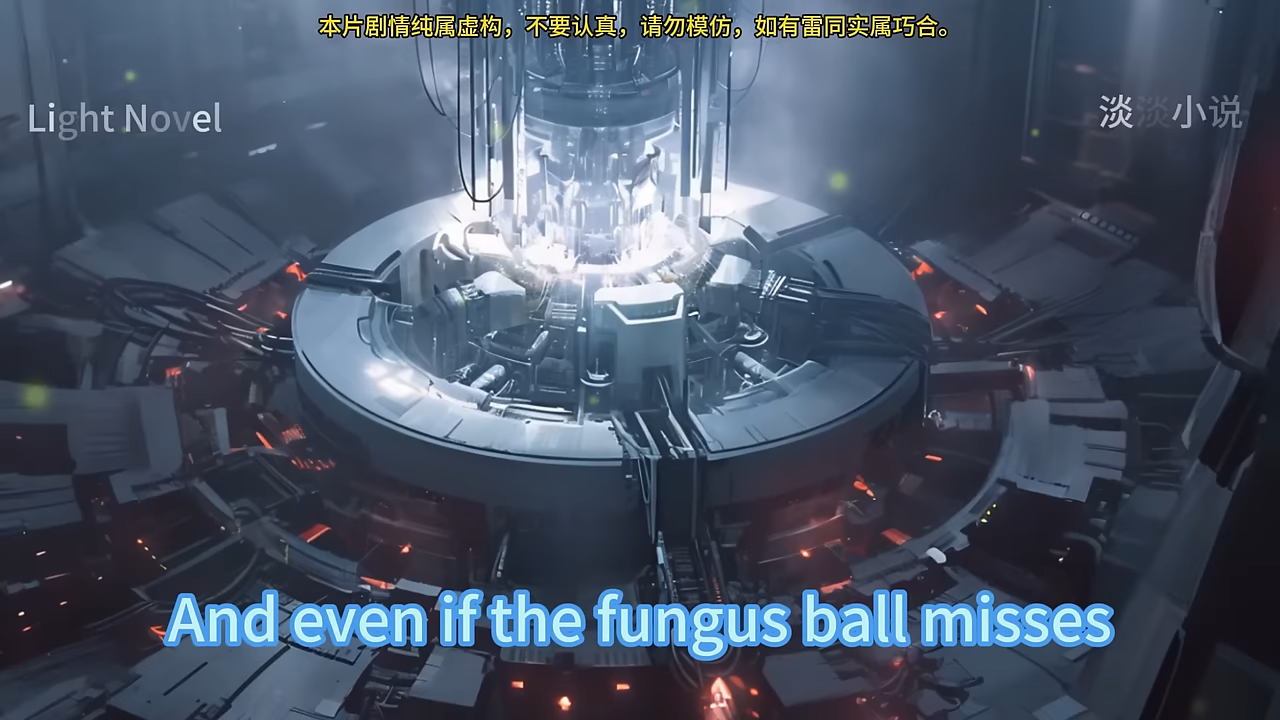 本片剧情纯属虚构，不要认真，请勿模仿，如有雷同实属巧合。
Light Novel
淡淡小说
And even if the fungus ball misses